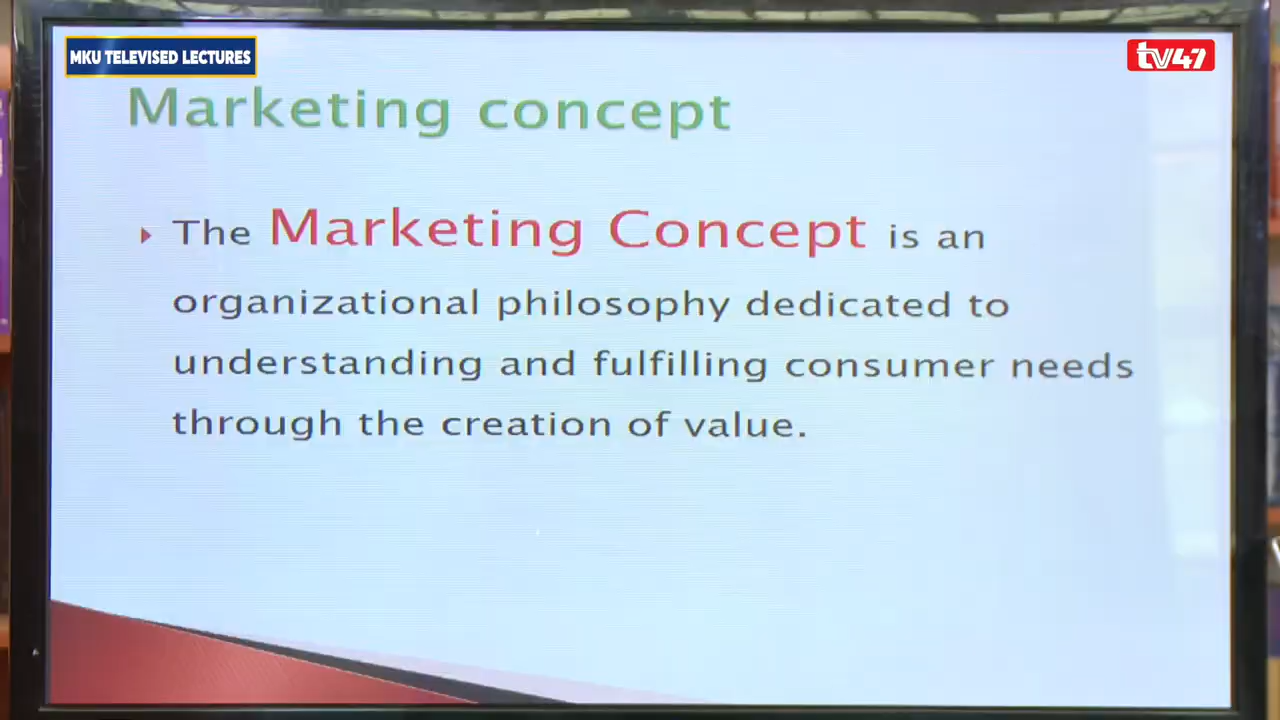 MKU TELEVISED LECTURES
tv47
Marketing concept
The Marketing Concept is an
organizational philosophy dedicated to
understanding and fulfilling consumer needs
through the creation of value.